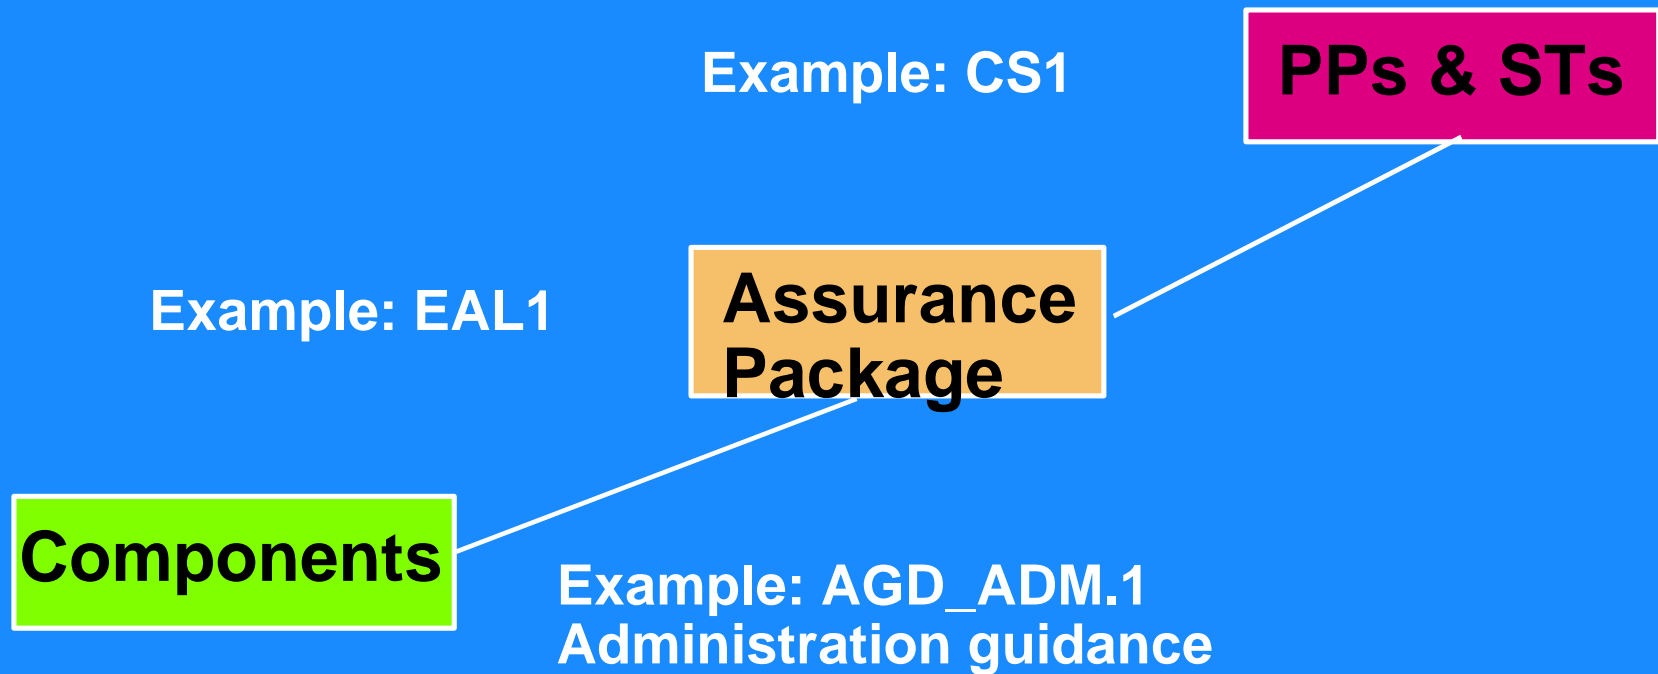 Example: CS1
PPs & STs
Example: EAL1
Assurance
Package
Components
Example: AGD_ADM.1
Administration guidance